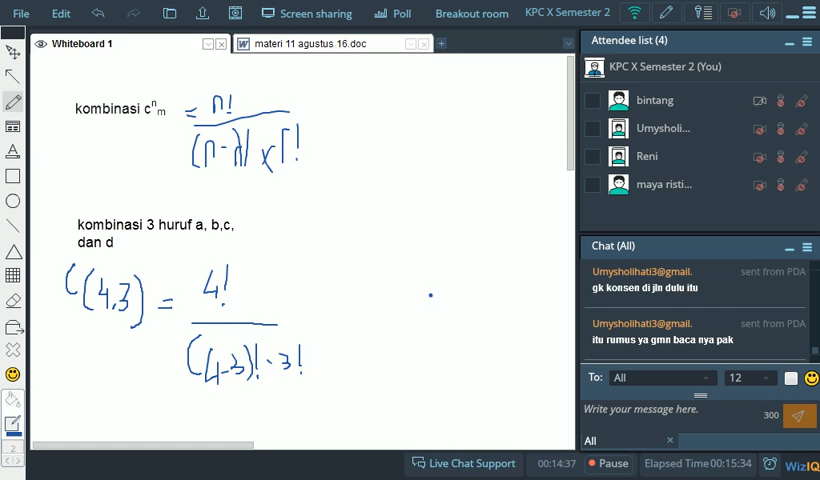 File Edit Screen sharing Poll Breakout room KPC X Semester 2
Whiteboard 1 materi 11 agustus 16.doc
Attendee list (4)
KPC X Semester 2 (You)
bintang
Umysholi...
Reni
maya risti...
kombinasi cⁿₘ = n!
(n-r)! x r!
kombinasi 3 huruf a, b,c,
dan d
C(4,3) = 4!
((4-3)! - 3!
Chat (All)
Umysholihati3@gmail. sent from PDA
gk konsen di jln dulu itu
Umysholihati3@gmail. sent from PDA
itu rumus ya gmn baca nya pak
To: All 12
Write your message here. 300
All
2
Live Chat Support 00:14:37 Pause Elapsed Time 00:15:34 WizIQ